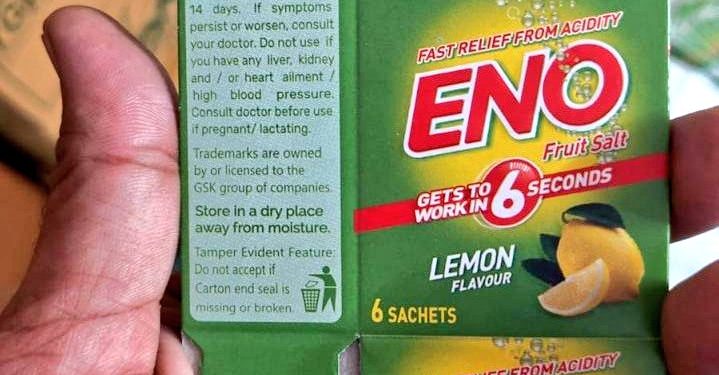 14 days. If symptoms
persist or worsen, consult
your doctor. Do not use if
you have any liver, kidney
and / or heart ailment /
high blood pressure.
Consult doctor before use
if pregnant/ lactating.
Trademarks are owned
by or licensed to the
GSK group of companies.
Store in a dry place
away from moisture.
Tamper Evident Feature:
Do not accept if
Carton end seal is
missing or broken.
FAST RELIEF FROM ACIDITY
ENO
Fruit Salt
GETS TO
WORK IN 6 SECONDS
LEMON
FLAVOUR
6 SACHETS
FROM ACIDITY